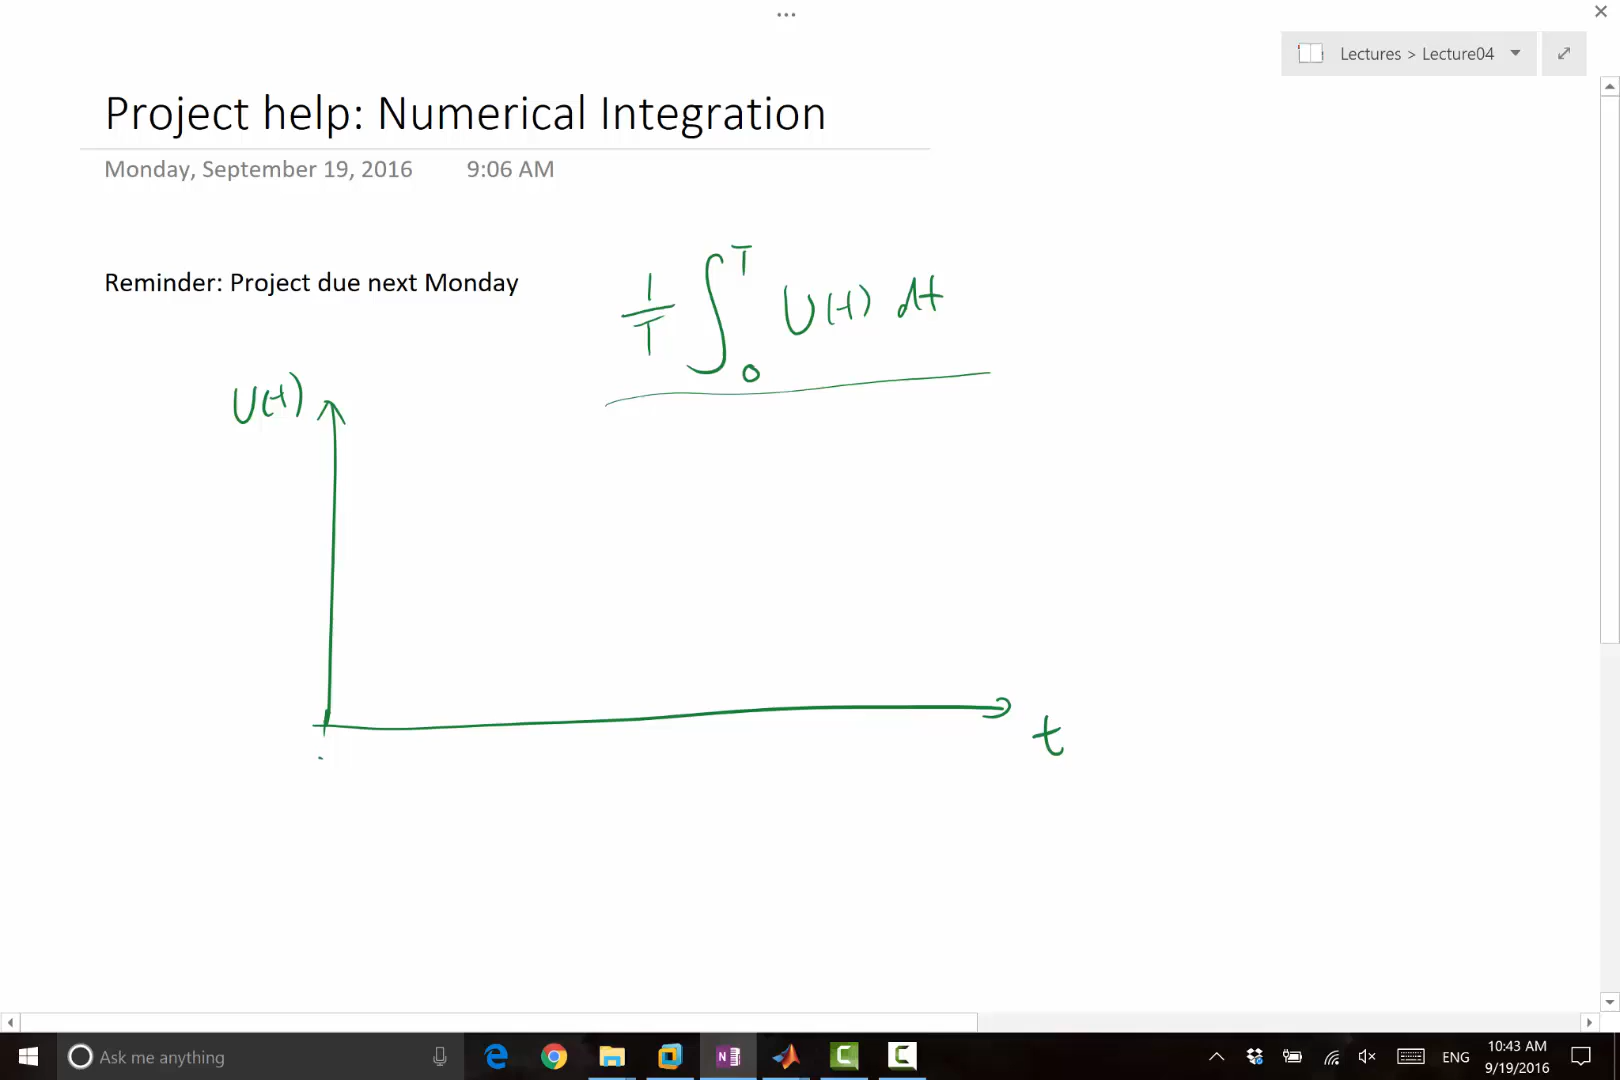 ...
Lectures > Lecture04
Project help: Numerical Integration
Monday, September 19, 2016 9:06 AM
Reminder: Project due next Monday
1/T ∫₀ᵀ U(t) dt
U(t)
t
Ask me anything
N
ENG
10:43 AM
9/19/2016